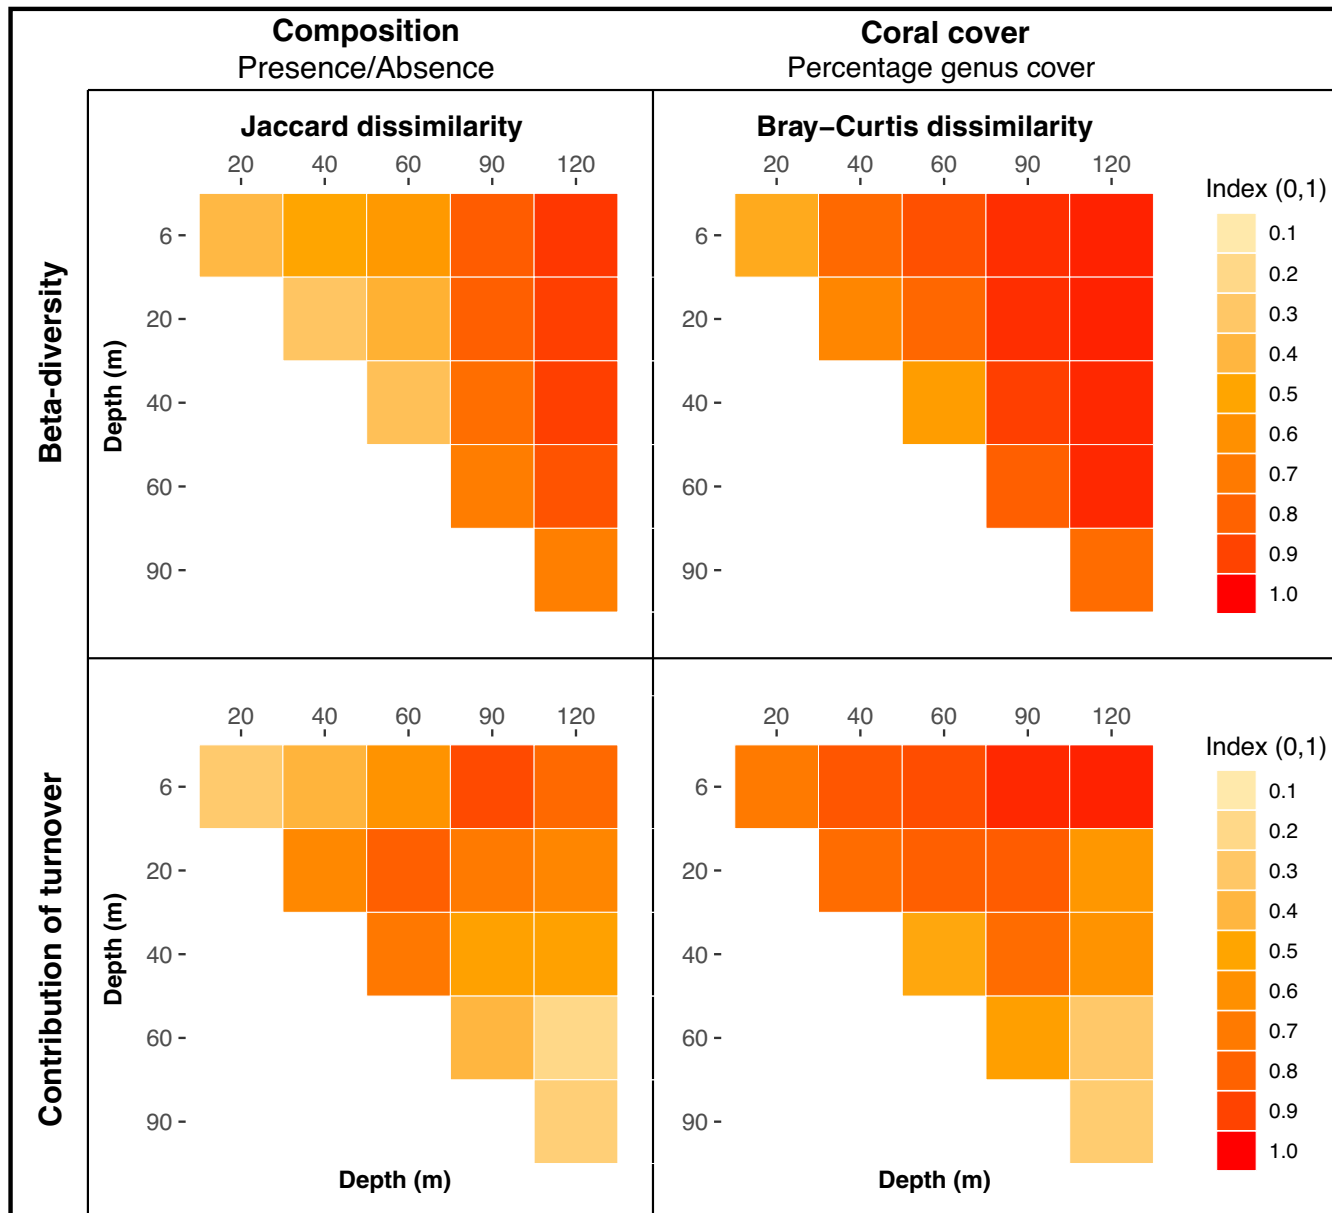 Composition
Presence/Absence
Coral cover
Percentage genus cover
Beta-diversity
Jaccard dissimilarity
20 40 60 90 120
Depth (m)
6
20
40
60
90
Bray−Curtis dissimilarity
20 40 60 90 120
6
20
40
60
90
Index (0,1)
0.1
0.2
0.3
0.4
0.5
0.6
0.7
0.8
0.9
1.0
Contribution of turnover
20 40 60 90 120
Depth (m)
6
20
40
60
90
Depth (m)
20 40 60 90 120
6
20
40
60
90
Depth (m)
Index (0,1)
0.1
0.2
0.3
0.4
0.5
0.6
0.7
0.8
0.9
1.0